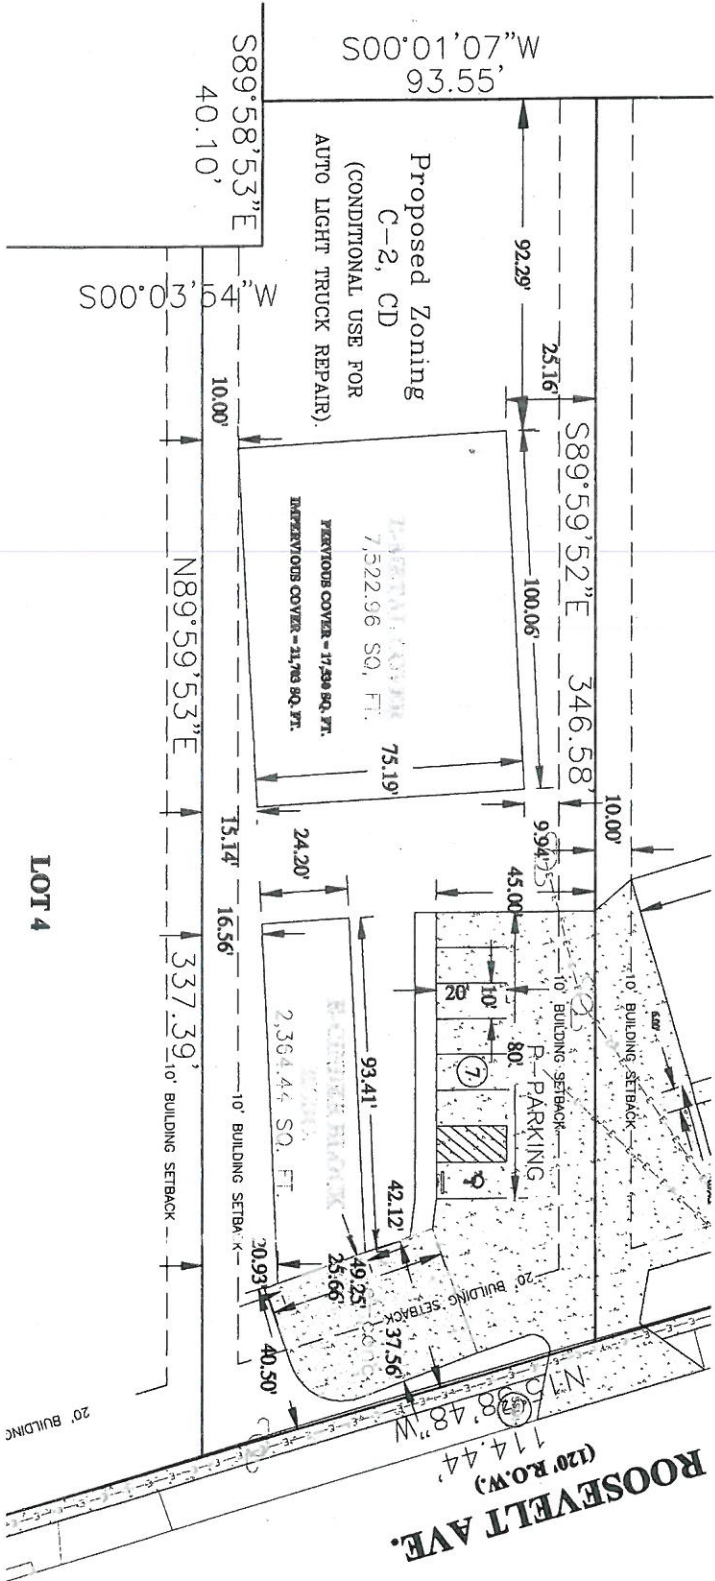 S00°01'07"W
93.55'
S89°58'53"E
40.10'
S00°03'54"W
Proposed Zoning
C-2, CD
(CONDITIONAL USE FOR
AUTO LIGHT TRUCK REPAIR).
92.29'
25.16'
S89°59'52"E 346.58'
10.00'
100.06'
7,522.96 SQ. FT.
PERVIOUS COVER = 17,530 SQ. FT.
IMPERVIOUS COVER = 21,703 SQ. FT.
75.19'
N89°59'53"E
337.39'
10.00'
9.94'
15.14'
24.20'
16.56'
45.00'
20'
10'
80'
7
P-PARKING
10' BUILDING SETBACK
10' BUILDING SETBACK
93.41'
2,304.44 SQ. FT.
10' BUILDING SETBACK
10' BUILDING SETBACK
42.12'
49.25'
25.66'
20.93'
37.56'
40.50'
20' BUILDING SETBACK
20' BUILDING
114.44'
(120' R.O.W.)
ROOSEVELT AVE.
LOT 4